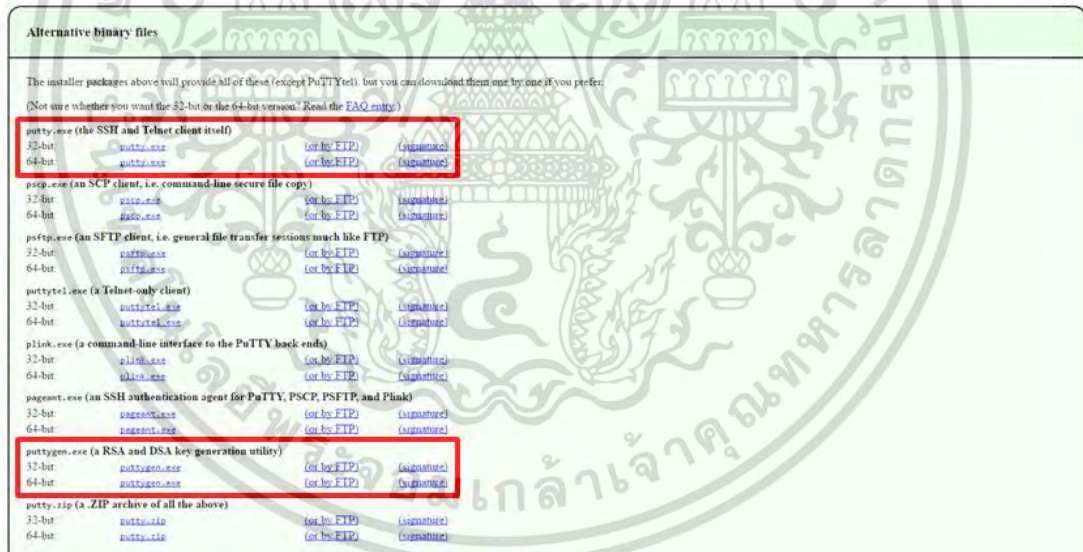 Alternative binary files
The installer packages above will provide all of these (except PuTTYtel), but you can download them one by one if you prefer.
(Not sure whether you want the 32-bit or the 64-bit version? Read the FAQ entry.)
putty.exe (the SSH and Telnet client itself)
32-bit: putty.exe (or by FTP) (signature)
64-bit: putty.exe (or by FTP) (signature)
pscp.exe (an SCP client, i.e. command-line secure file copy)
32-bit: pscp.exe (or by FTP) (signature)
64-bit: pscp.exe (or by FTP) (signature)
psftp.exe (an SFTP client, i.e. general file transfer sessions much like FTP)
32-bit: psftp.exe (or by FTP) (signature)
64-bit: psftp.exe (or by FTP) (signature)
puttytel.exe (a Telnet-only client)
32-bit: puttytel.exe (or by FTP) (signature)
64-bit: puttytel.exe (or by FTP) (signature)
plink.exe (a command-line interface to the PuTTY back ends)
32-bit: plink.exe (or by FTP) (signature)
64-bit: plink.exe (or by FTP) (signature)
pageant.exe (an SSH authentication agent for PuTTY, PSCP, PSFTP, and Plink)
32-bit: pageant.exe (or by FTP) (signature)
64-bit: pageant.exe (or by FTP) (signature)
puttygen.exe (a RSA and DSA key generation utility)
32-bit: puttygen.exe (or by FTP) (signature)
64-bit: puttygen.exe (or by FTP) (signature)
putty.zip (a .ZIP archive of all the above)
32-bit: putty.zip (or by FTP) (signature)
64-bit: putty.zip (or by FTP) (signature)